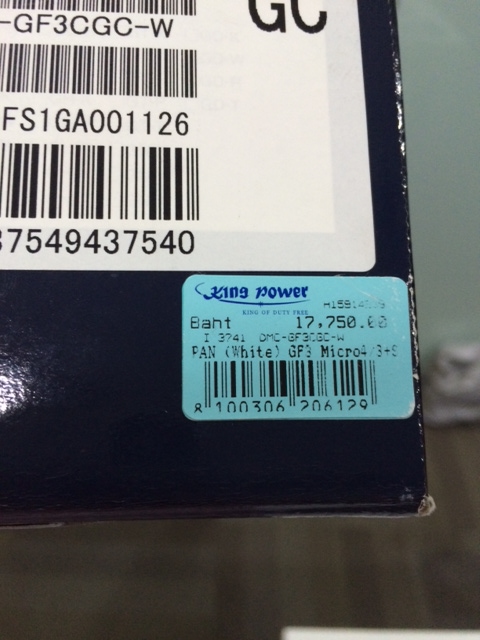 GC
-GF3CGC-W
FS1GA001126
37549437540
King Power
KING OF DUTY FREE
Baht 17,750.00
I 3741 DMC-GF3CGC-W
PAN (White) GF3 Micro4/3+S
8 100306 206129